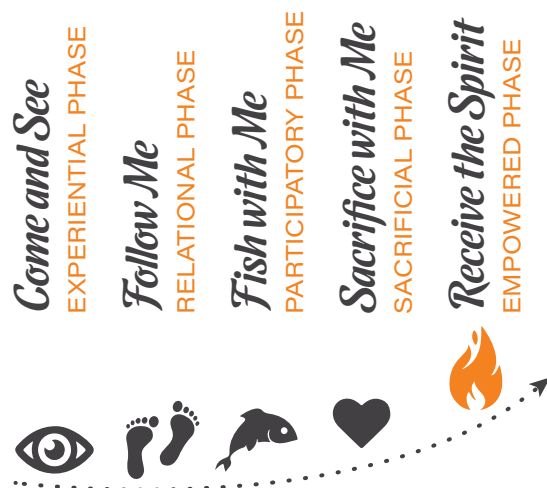 Come and See
EXPERIENTIAL PHASE
Follow Me
RELATIONAL PHASE
Fish with Me
PARTICIPATORY PHASE
Sacrifice with Me
SACRIFICIAL PHASE
Receive the Spirit
EMPOWERED PHASE